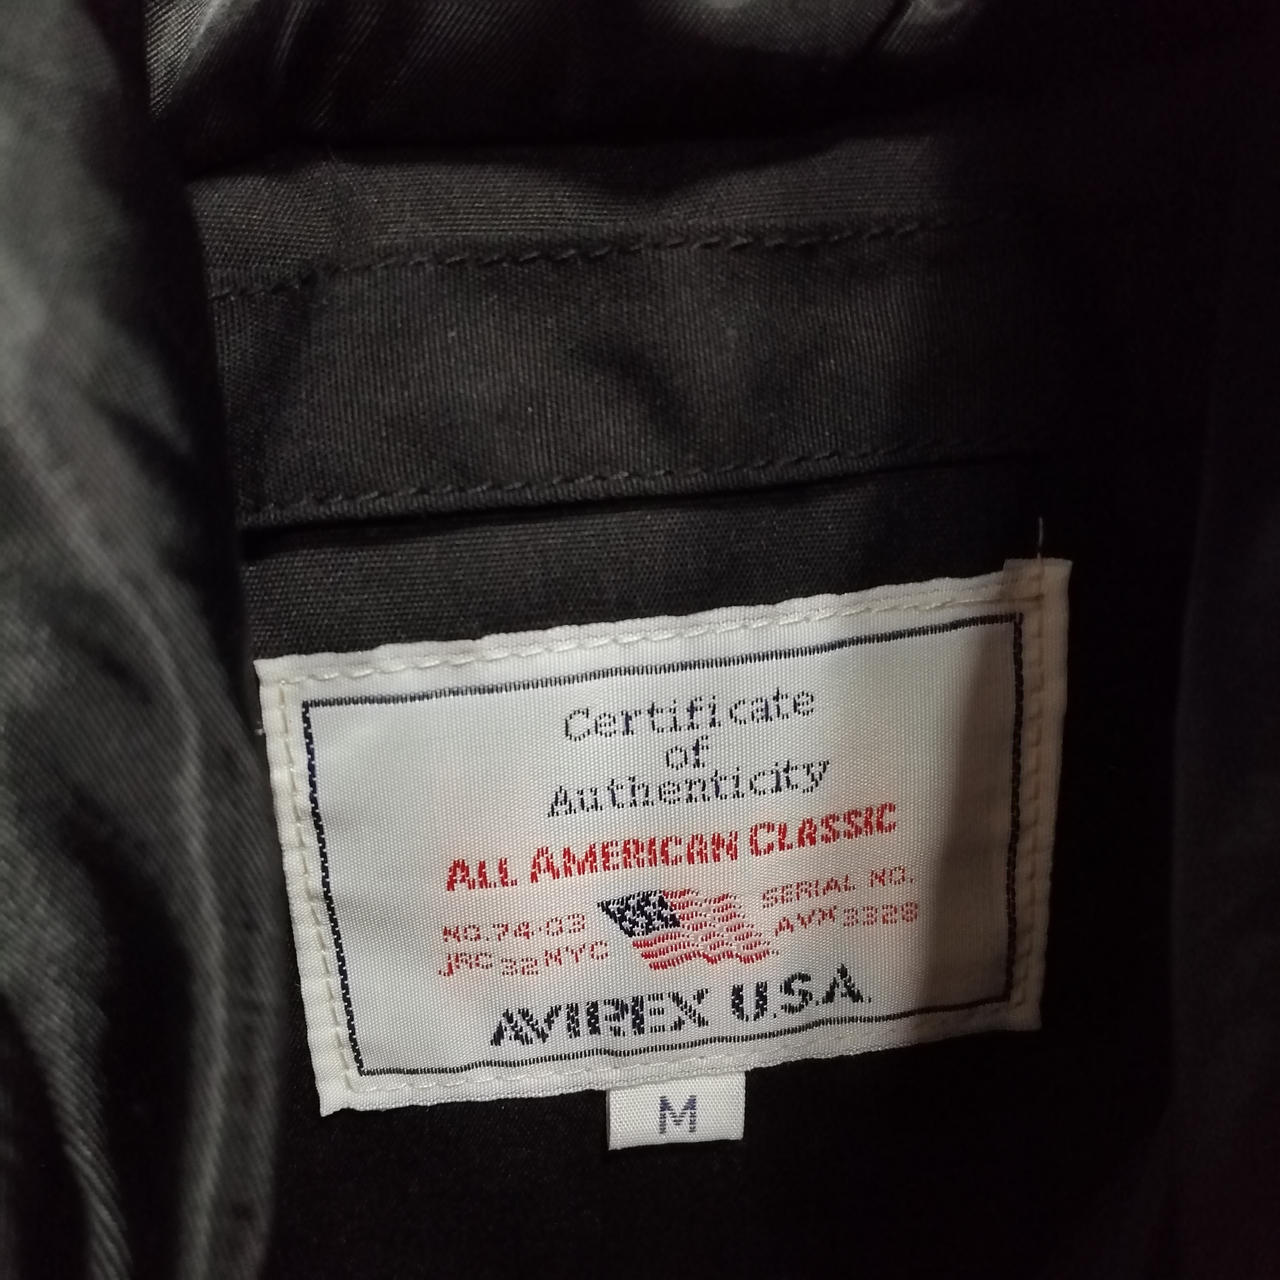 Certificate
of
Authenticity
ALL AMERICAN CLASSIC
NO.74-03 SERIAL NO.
JRC 32 NYC AVX 3328
AVIREX U.S.A.
M